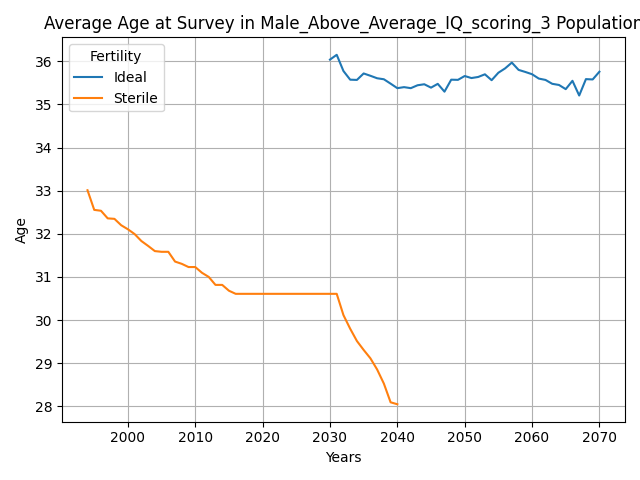 Average Age at Survey in Male_Above_Average_IQ_scoring_3 Population
Fertility
Ideal
Sterile
36
35
34
33
32
31
30
29
28
Age
2000
2010
2020
2030
2040
2050
2060
2070
Years